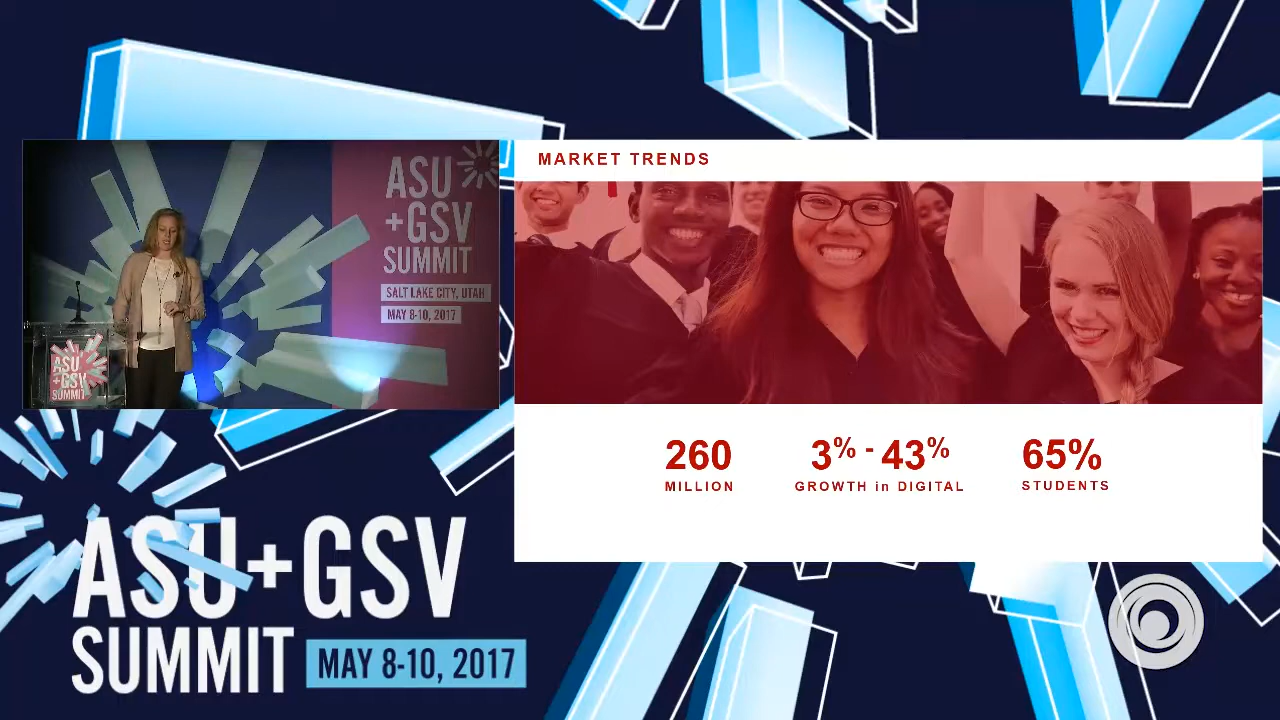 MARKET TRENDS
ASU
+GSV
SUMMIT
SALT LAKE CITY, UTAH
MAY 8-10, 2017
ASU
+GSV
SUMMIT
260
MILLION
3% - 43%
GROWTH in DIGITAL
65%
STUDENTS
ASU+GSV
SUMMIT
MAY 8-10, 2017